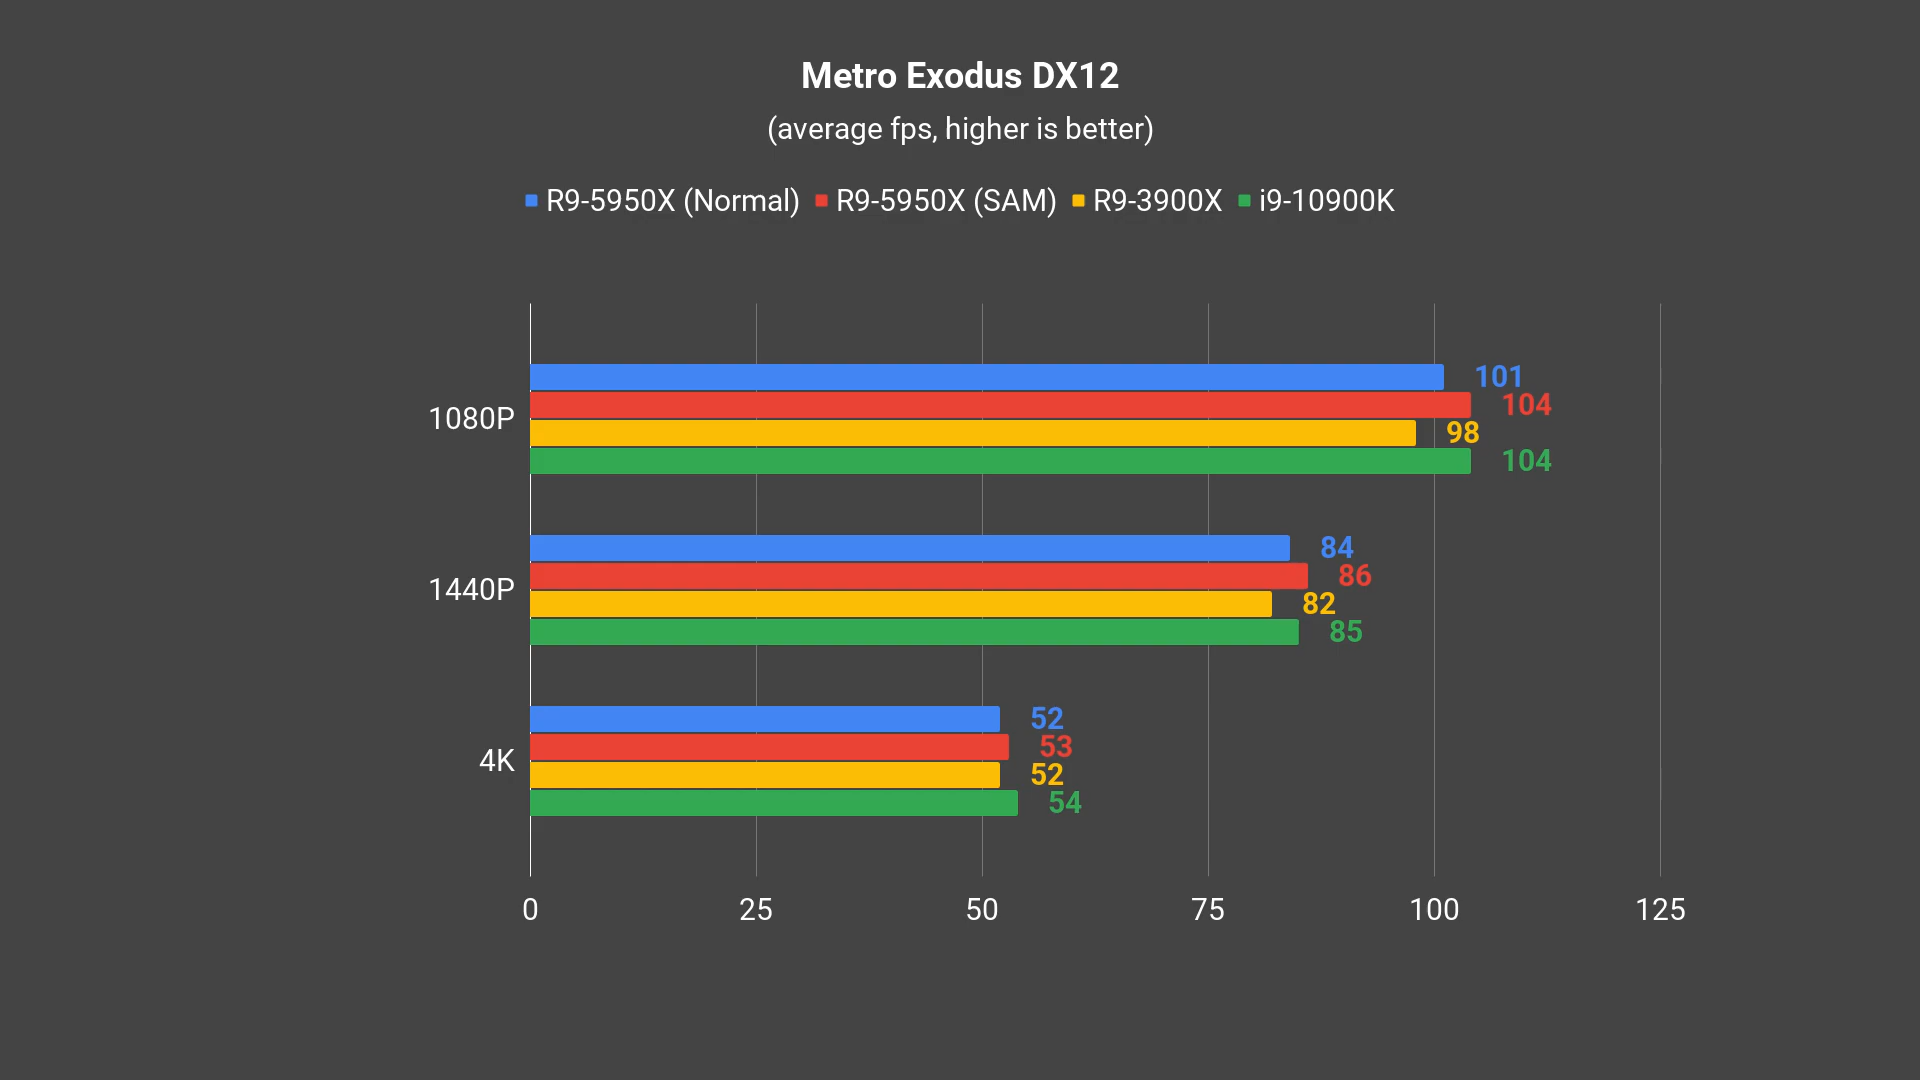 Metro Exodus DX12
(average fps, higher is better)
R9-5950X (Normal) R9-5950X (SAM) R9-3900X i9-10900K
1080P
101
104
98
104
1440P
84
86
82
85
4K
52
53
52
54
0 25 50 75 100 125